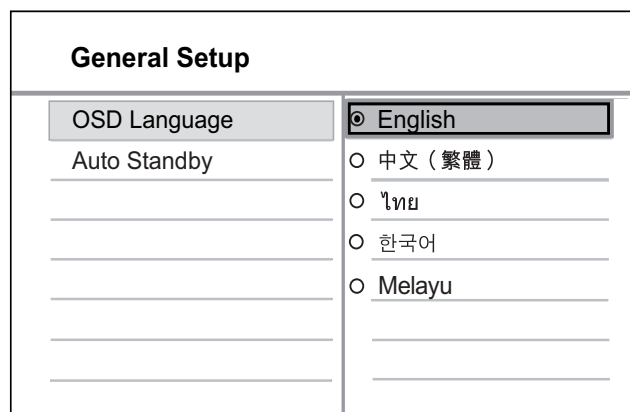 General Setup
OSD Language
Auto Standby
English
中文（繁體）
ไทย
한국어
Melayu